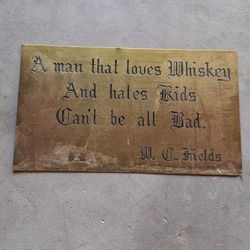 A man that loves Whiskey
And hates Kids
Can't be all Bad.
W. C. Fields